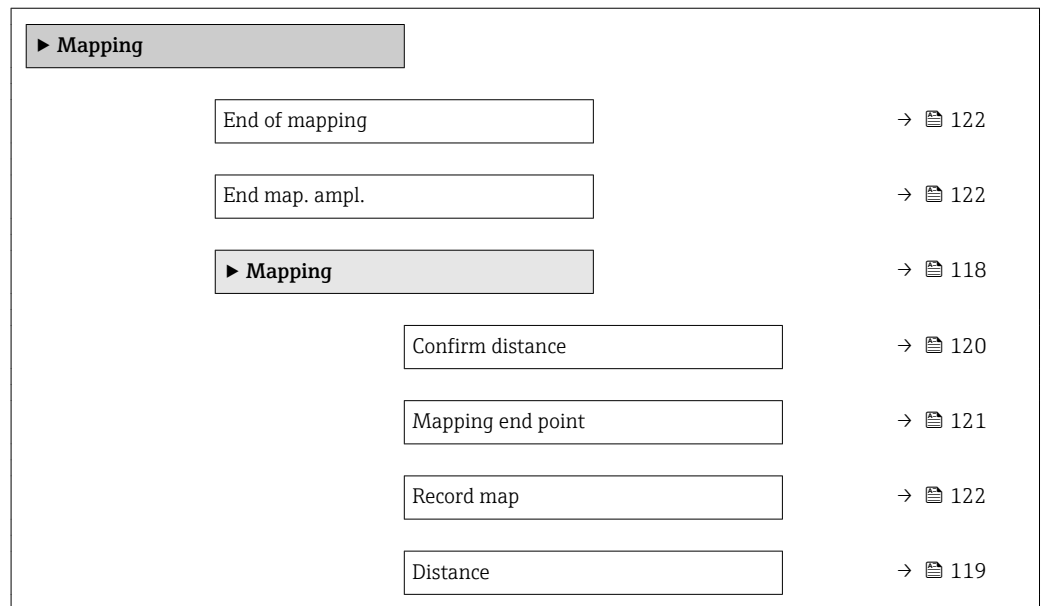 ▶ Mapping
End of mapping → 122
End map. ampl. → 122
▶ Mapping → 118
Confirm distance → 120
Mapping end point → 121
Record map → 122
Distance → 119